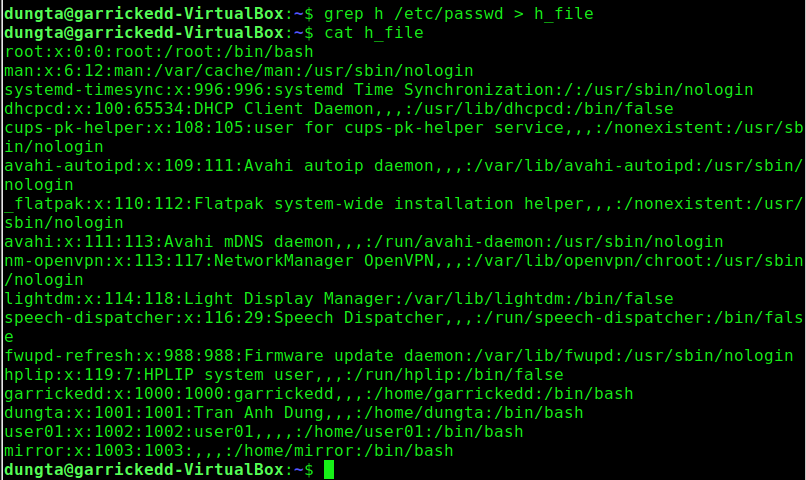 dungta@garrickedd-VirtualBox:~$ grep h /etc/passwd > h_file
dungta@garrickedd-VirtualBox:~$ cat h_file
root:x:0:0:root:/root:/bin/bash
man:x:6:12:man:/var/cache/man:/usr/sbin/nologin
systemd-timesync:x:996:996:systemd Time Synchronization:/:/usr/sbin/nologin
dhcpcd:x:100:65534:DHCP Client Daemon,,,:/usr/lib/dhcpcd:/bin/false
cups-pk-helper:x:108:105:user for cups-pk-helper service,,,:/nonexistent:/usr/sb
in/nologin
avahi-autoipd:x:109:111:Avahi autoip daemon,,,:/var/lib/avahi-autoipd:/usr/sbin/
nologin
_flatpak:x:110:112:Flatpak system-wide installation helper,,,:/nonexistent:/usr/
sbin/nologin
avahi:x:111:113:Avahi mDNS daemon,,,:/run/avahi-daemon:/usr/sbin/nologin
nm-openvpn:x:113:117:NetworkManager OpenVPN,,,:/var/lib/openvpn/chroot:/usr/sbin
/nologin
lightdm:x:114:118:Light Display Manager:/var/lib/lightdm:/bin/false
speech-dispatcher:x:116:29:Speech Dispatcher,,,:/run/speech-dispatcher:/bin/fals
e
fwupd-refresh:x:988:988:Firmware update daemon:/var/lib/fwupd:/usr/sbin/nologin
hplip:x:119:7:HPLIP system user,,,:/run/hplip:/bin/false
garrickedd:x:1000:1000:garrickedd,,,:/home/garrickedd:/bin/bash
dungta:x:1001:1001:Tran Anh Dung,,,:/home/dungta:/bin/bash
user01:x:1002:1002:user01,,,,:/home/user01:/bin/bash
mirror:x:1003:1003:,,,:/home/mirror:/bin/bash
dungta@garrickedd-VirtualBox:~$